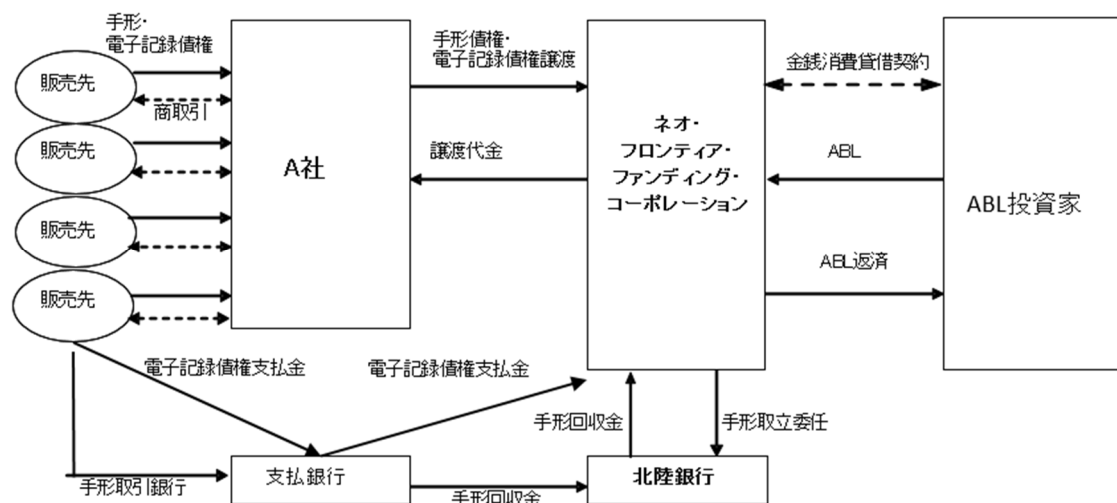 手形・
電子記録債権
販売先
商取引
販売先
販売先
販売先
A社
手形債権・
電子記録債権譲渡
譲渡代金
ネオ・
フロンティア・
ファンディング・
コーポレーション
金銭消費貸借契約
ABL
ABL返済
ABL投資家
電子記録債権支払金
電子記録債権支払金
手形回収金
手形取立委任
手形取引銀行
支払銀行
手形回収金
北陸銀行